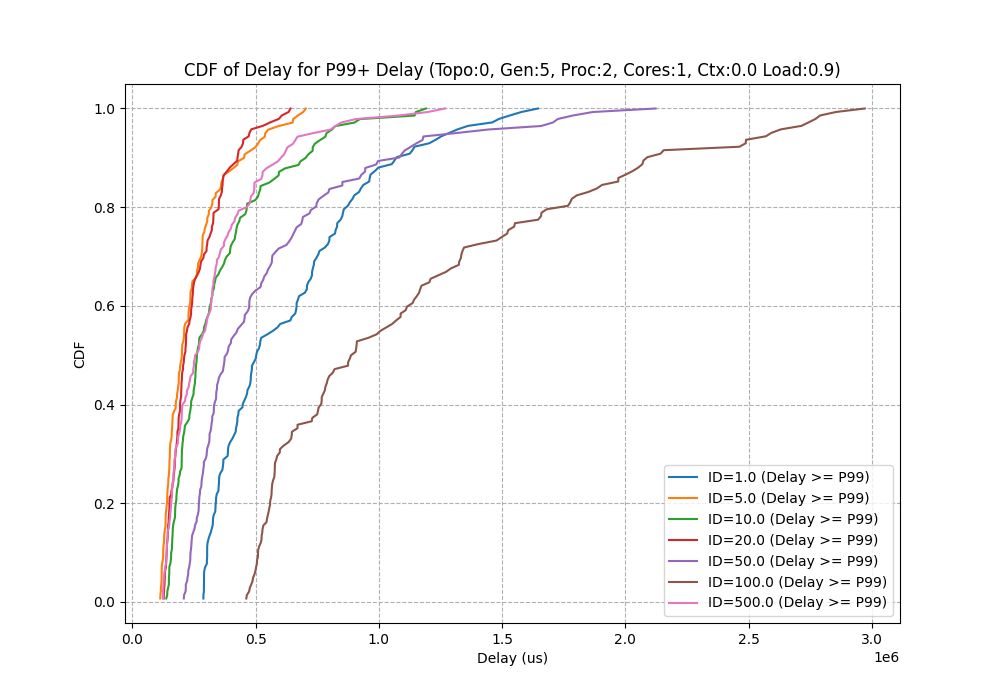 CDF of Delay for P99+ Delay (Topo:0, Gen:5, Proc:2, Cores:1, Ctx:0.0 Load:0.9)
1.0
0.8
0.6
0.4
0.2
0.0
CDF
ID=1.0 (Delay >= P99)
ID=5.0 (Delay >= P99)
ID=10.0 (Delay >= P99)
ID=20.0 (Delay >= P99)
ID=50.0 (Delay >= P99)
ID=100.0 (Delay >= P99)
ID=500.0 (Delay >= P99)
0.0 0.5 1.0 1.5 2.0 2.5 3.0
1e6
Delay (us)